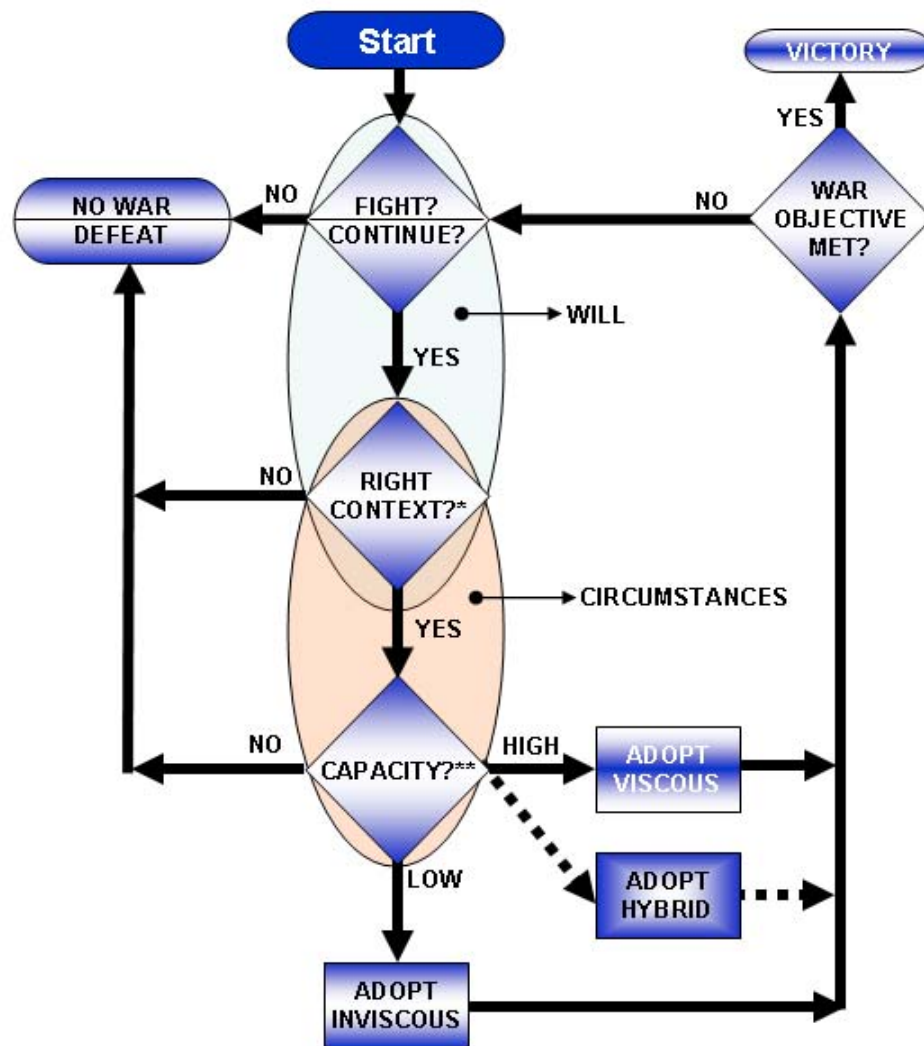 Start
VICTORY
YES
NO WAR
DEFEAT
NO
FIGHT?
CONTINUE?
NO
WAR
OBJECTIVE
MET?
WILL
YES
NO
RIGHT
CONTEXT?*
CIRCUMSTANCES
YES
NO
CAPACITY?**
HIGH
ADOPT
VISCOUS
LOW
ADOPT
HYBRID
ADOPT
INVISCOUS